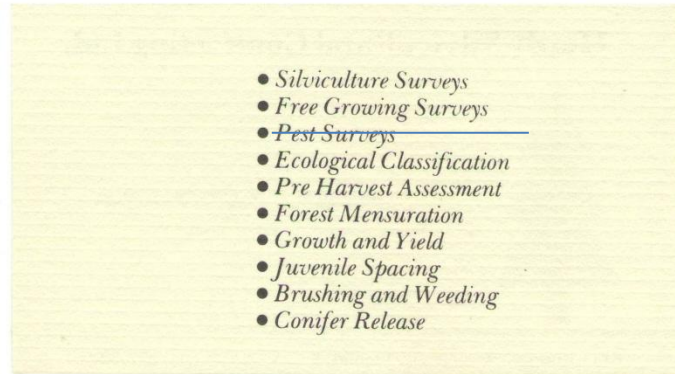 • Silviculture Surveys
• Free Growing Surveys
• Pest Surveys
• Ecological Classification
• Pre Harvest Assessment
• Forest Mensuration
• Growth and Yield
• Juvenile Spacing
• Brushing and Weeding
• Conifer Release